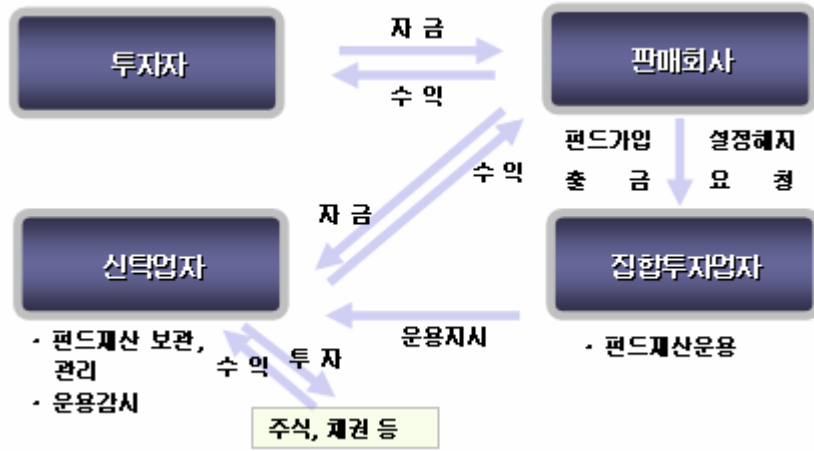 투자자
자 금
수 익
판매회사
펀드가입
출 금
설정해지
요 청
수 익
자 금
신탁업자
집합투자업자
· 펀드재산 보관,
관리
· 운용감시
운용지시
· 펀드재산운용
수 익
투 자
주식, 채권 등